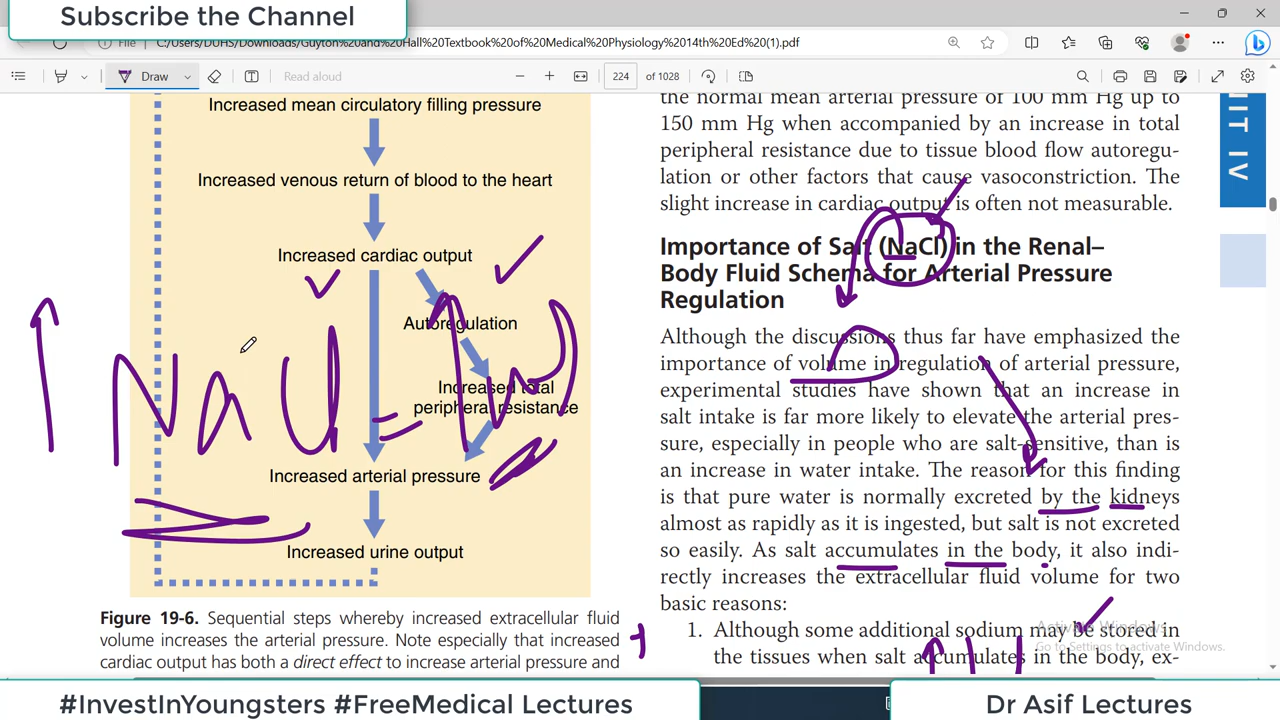 Subscribe the Channel
File
C:/Users/DUHS/Downloads/Guyton%20and%20Hall%20Textbook%20of%20Medical%20Physiology%2014th%20Ed%20(1).pdf
Draw
Read aloud
224 of 1028
Increased mean circulatory filling pressure
Increased venous return of blood to the heart
Increased cardiac output
Autoregulation
Increased total
peripheral resistance
Increased arterial pressure
Increased urine output
NaCl =
Figure 19-6. Sequential steps whereby increased extracellular fluid
volume increases the arterial pressure. Note especially that increased
cardiac output has both a direct effect to increase arterial pressure and
the normal mean arterial pressure of 100 mm Hg up to
150 mm Hg when accompanied by an increase in total
peripheral resistance due to tissue blood flow autoregu-
lation or other factors that cause vasoconstriction. The
slight increase in cardiac output is often not measurable.
Importance of Salt (NaCl) in the Renal–
Body Fluid Schema for Arterial Pressure
Regulation
Although the discussions thus far have emphasized the
importance of volume in regulation of arterial pressure,
experimental studies have shown that an increase in
salt intake is far more likely to elevate the arterial pres-
sure, especially in people who are salt-sensitive, than is
an increase in water intake. The reason for this finding
is that pure water is normally excreted by the kidneys
almost as rapidly as it is ingested, but salt is not excreted
so easily. As salt accumulates in the body, it also indi-
rectly increases the extracellular fluid volume for two
basic reasons:
1. Although some additional sodium may be stored in
the tissues when salt accumulates in the body, ex-
UNIT IV
Activate Windows
Go to Settings to activate Windows.
#InvestInYoungsters #FreeMedical Lectures
Dr Asif Lectures